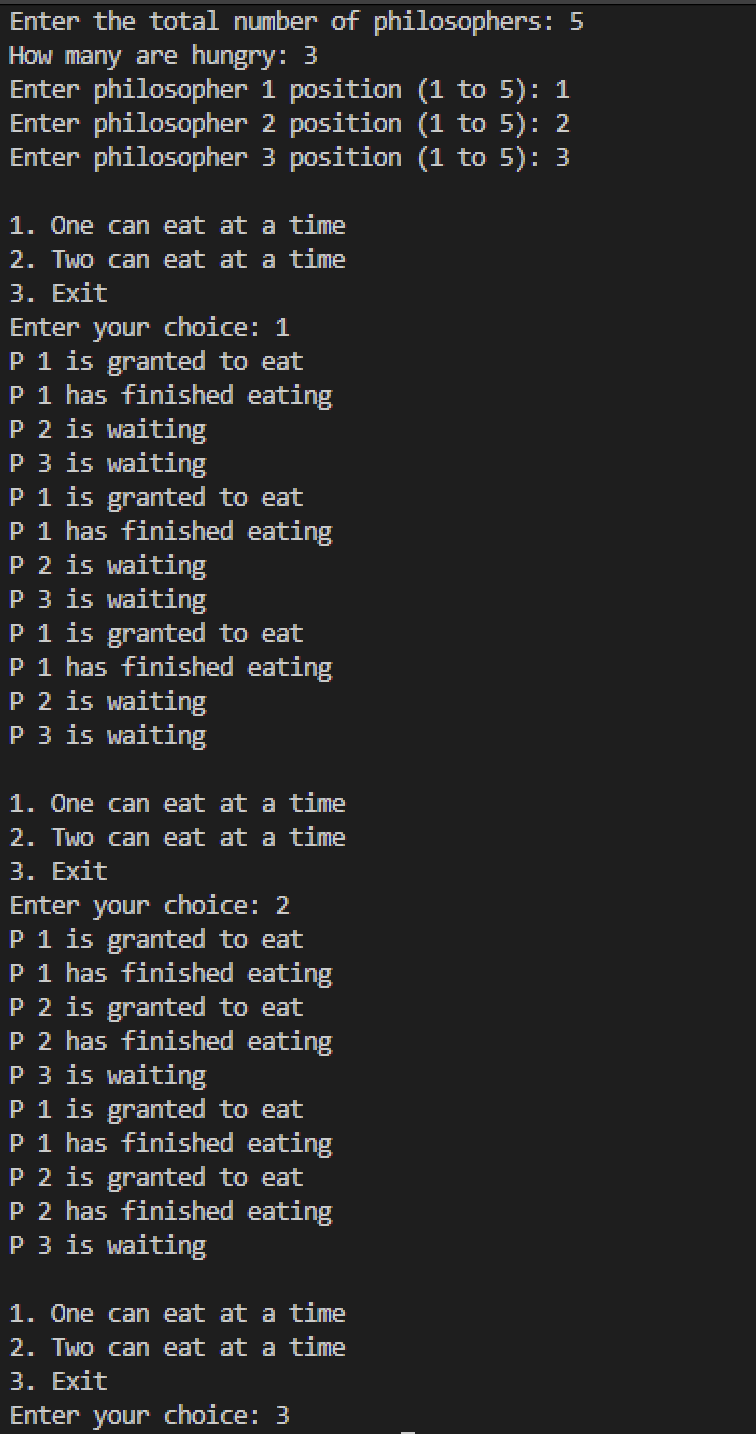 Enter the total number of philosophers: 5
How many are hungry: 3
Enter philosopher 1 position (1 to 5): 1
Enter philosopher 2 position (1 to 5): 2
Enter philosopher 3 position (1 to 5): 3

1. One can eat at a time
2. Two can eat at a time
3. Exit
Enter your choice: 1
P 1 is granted to eat
P 1 has finished eating
P 2 is waiting
P 3 is waiting
P 1 is granted to eat
P 1 has finished eating
P 2 is waiting
P 3 is waiting
P 1 is granted to eat
P 1 has finished eating
P 2 is waiting
P 3 is waiting

1. One can eat at a time
2. Two can eat at a time
3. Exit
Enter your choice: 2
P 1 is granted to eat
P 1 has finished eating
P 2 is granted to eat
P 2 has finished eating
P 3 is waiting
P 1 is granted to eat
P 1 has finished eating
P 2 is granted to eat
P 2 has finished eating
P 3 is waiting

1. One can eat at a time
2. Two can eat at a time
3. Exit
Enter your choice: 3